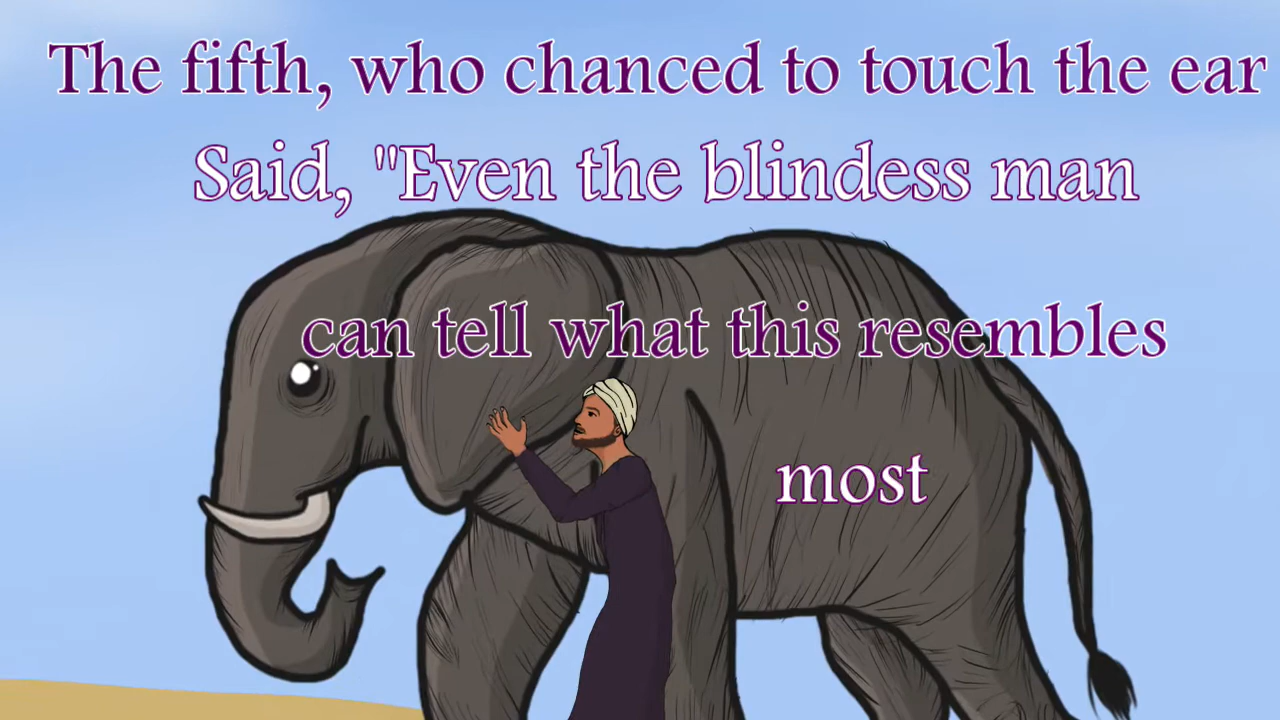 The fifth, who chanced to touch the ear
Said, "Even the blindess man
can tell what this resembles
most